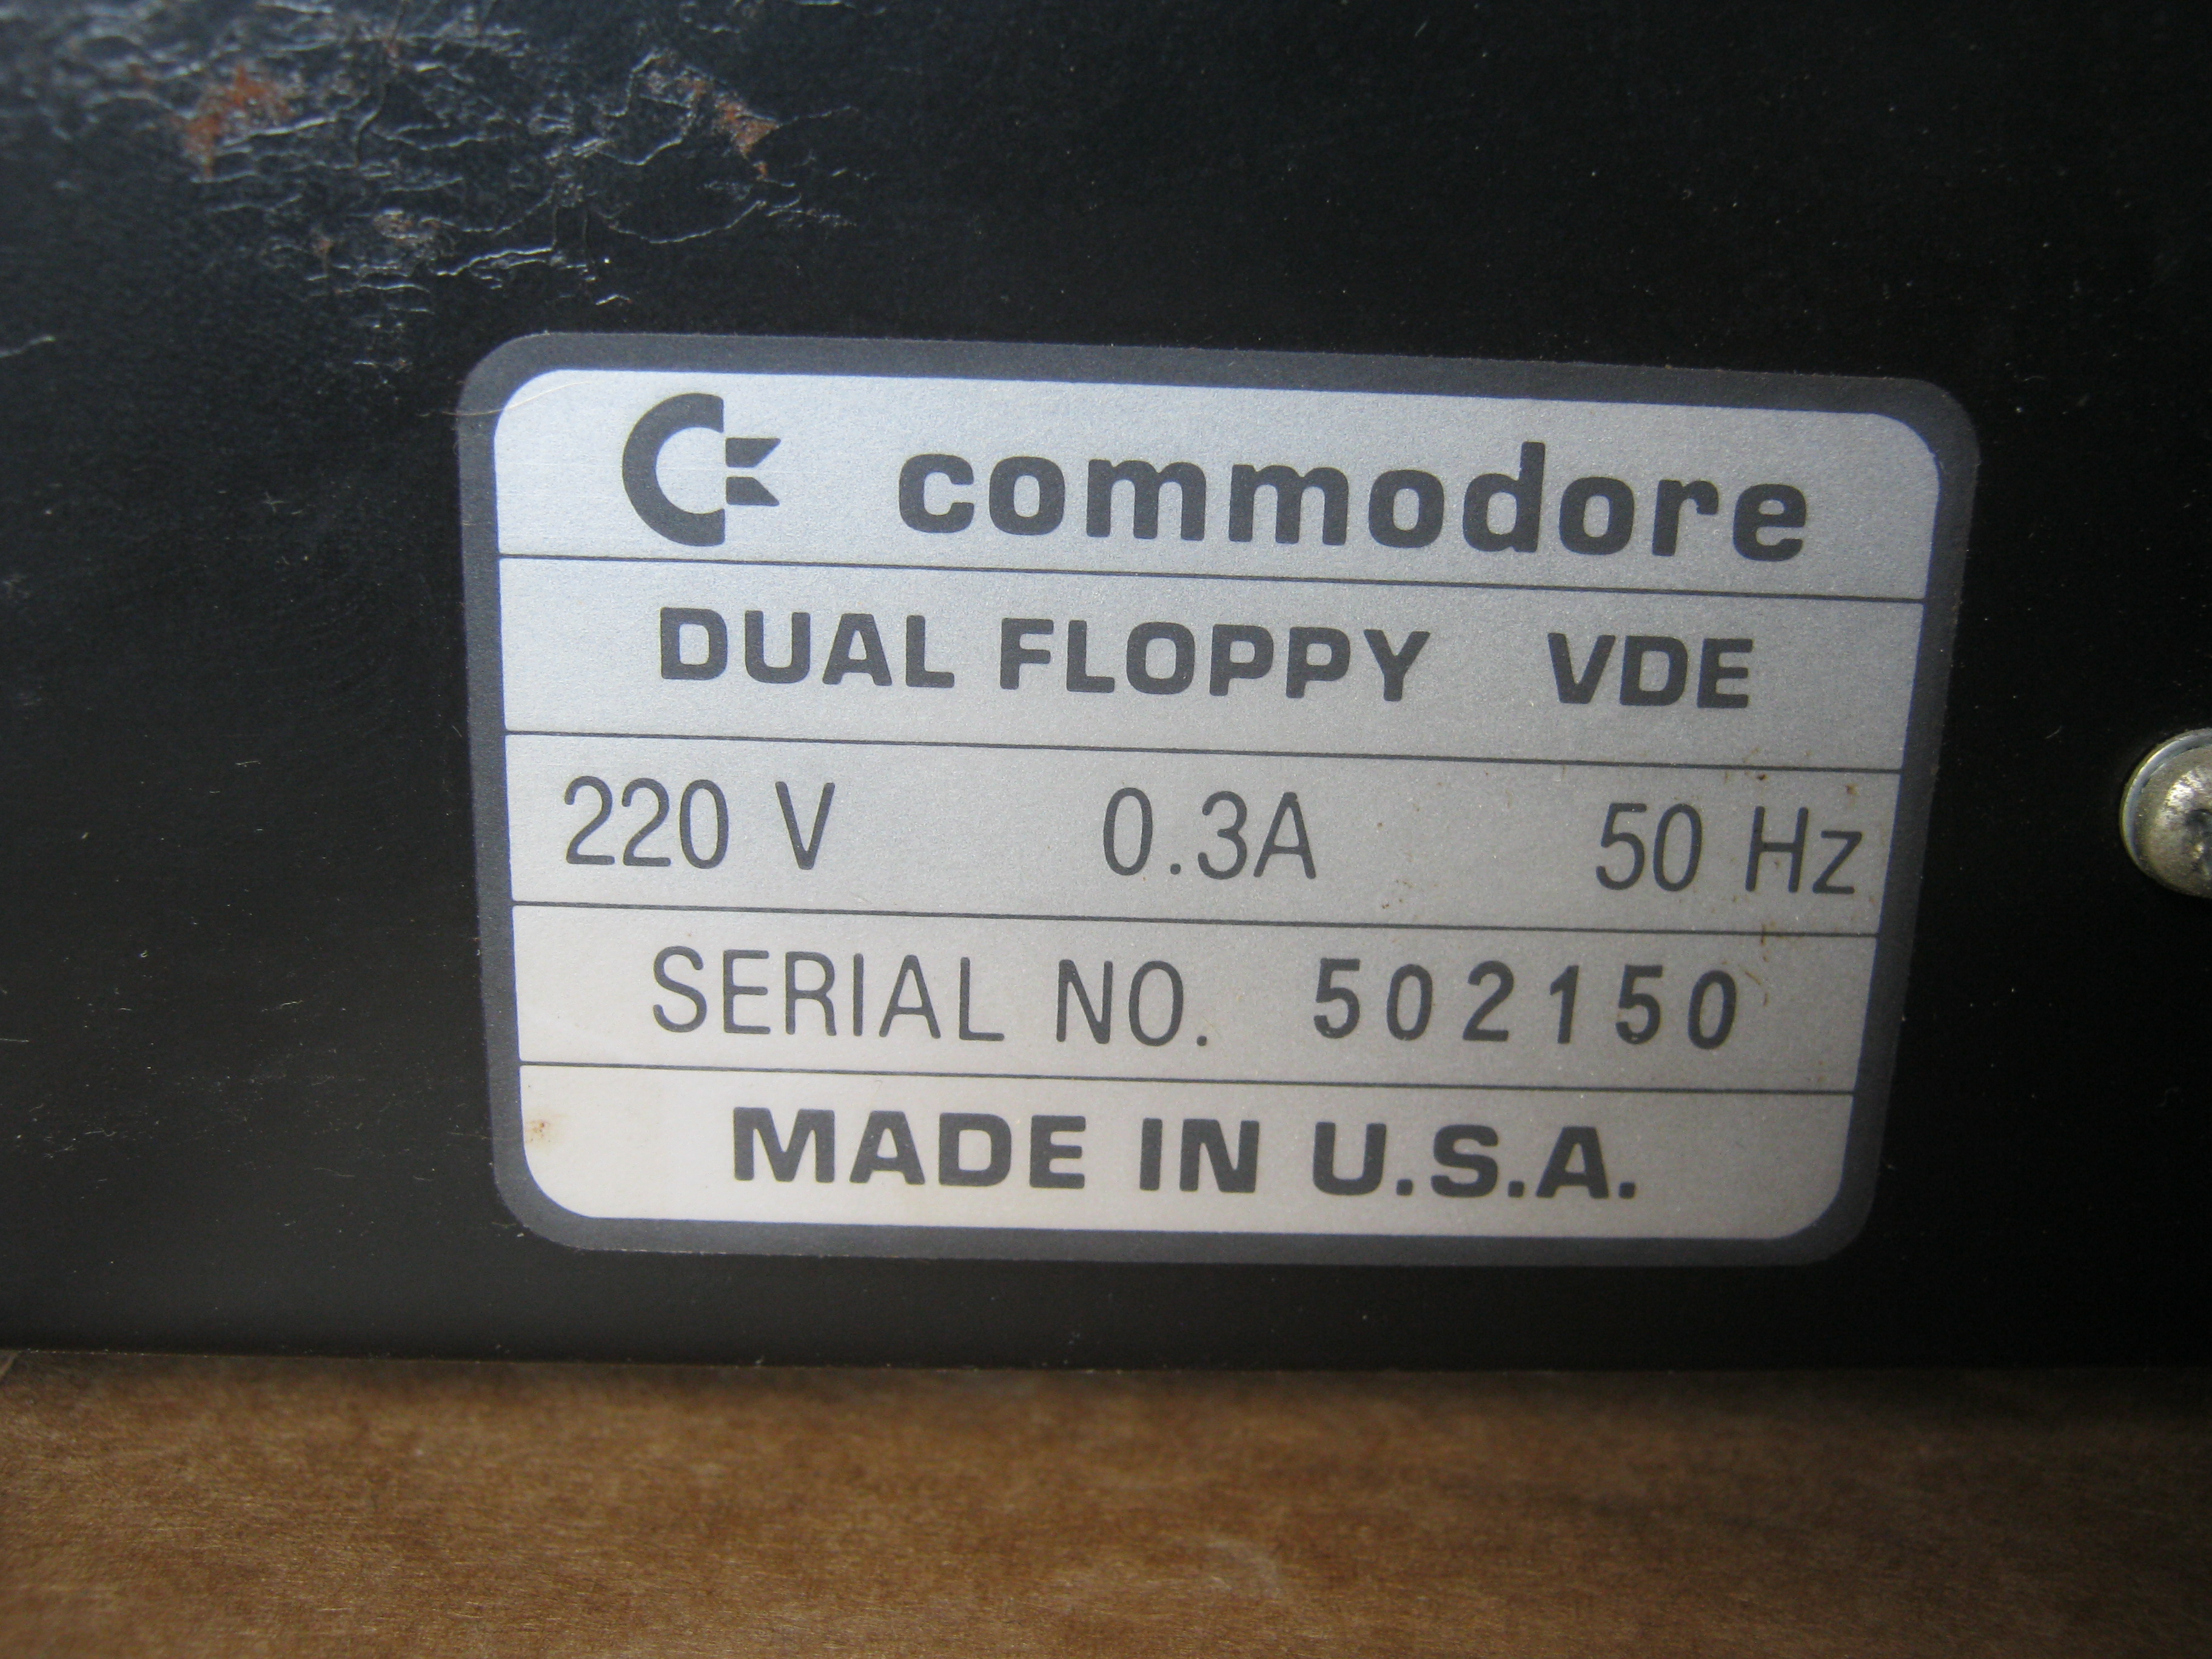 commodore
DUAL FLOPPY VDE
220 V 0.3A 50 Hz
SERIAL NO. 502150
MADE IN U.S.A.